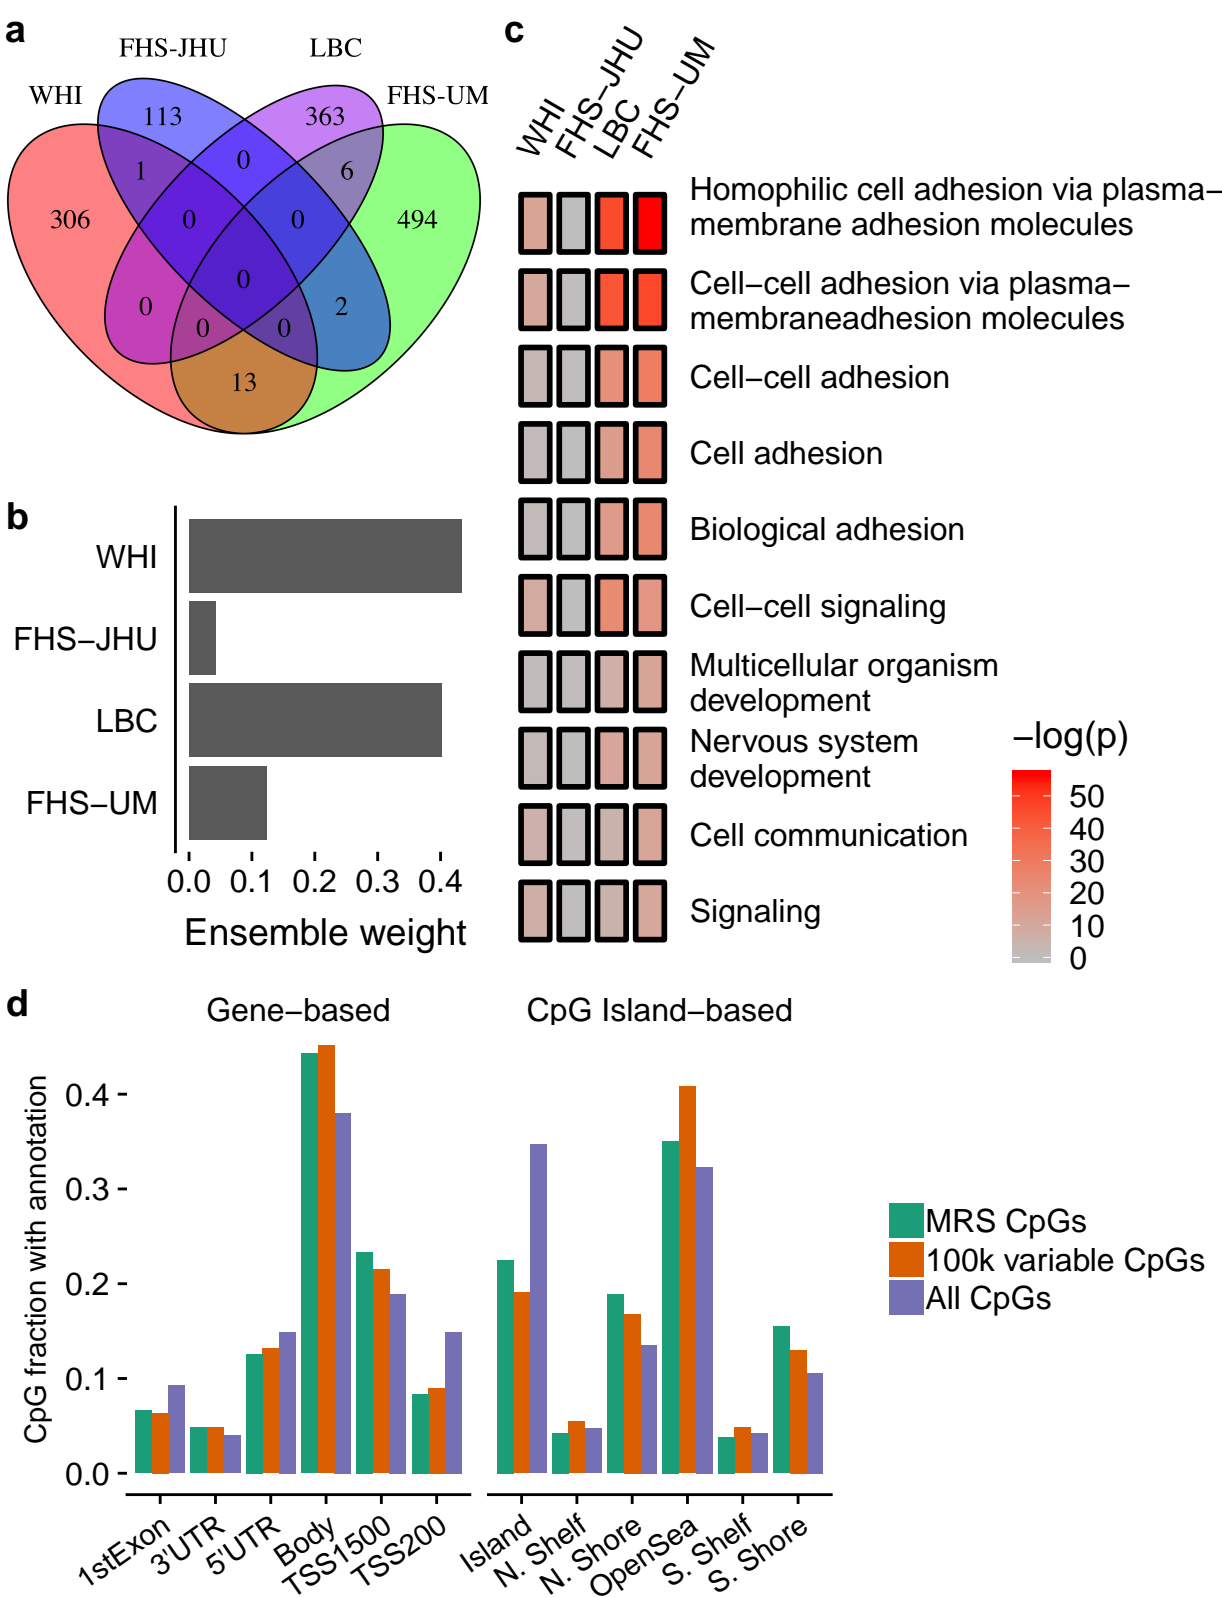 a
FHS-JHU
LBC
WHI
FHS-UM
113
363
1
0
6
306
0
0
494
0
0
0
0
2
13
b
WHI
FHS−JHU
LBC
FHS−UM
0.0 0.1 0.2 0.3 0.4
Ensemble weight
c
WHI
FHS−JHU
LBC
FHS−UM
Homophilic cell adhesion via plasma−
membrane adhesion molecules
Cell−cell adhesion via plasma−
membraneadhesion molecules
Cell−cell adhesion
Cell adhesion
Biological adhesion
Cell−cell signaling
Multicellular organism
development
Nervous system
development
Cell communication
Signaling
−log(p)
50
40
30
20
10
0
d
Gene−based
CpG Island−based
CpG fraction with annotation
0.4
0.3
0.2
0.1
0.0
1stExon
3'UTR
5'UTR
Body
TSS1500
TSS200
Island
N. Shelf
N. Shore
OpenSea
S. Shelf
S. Shore
MRS CpGs
100k variable CpGs
All CpGs